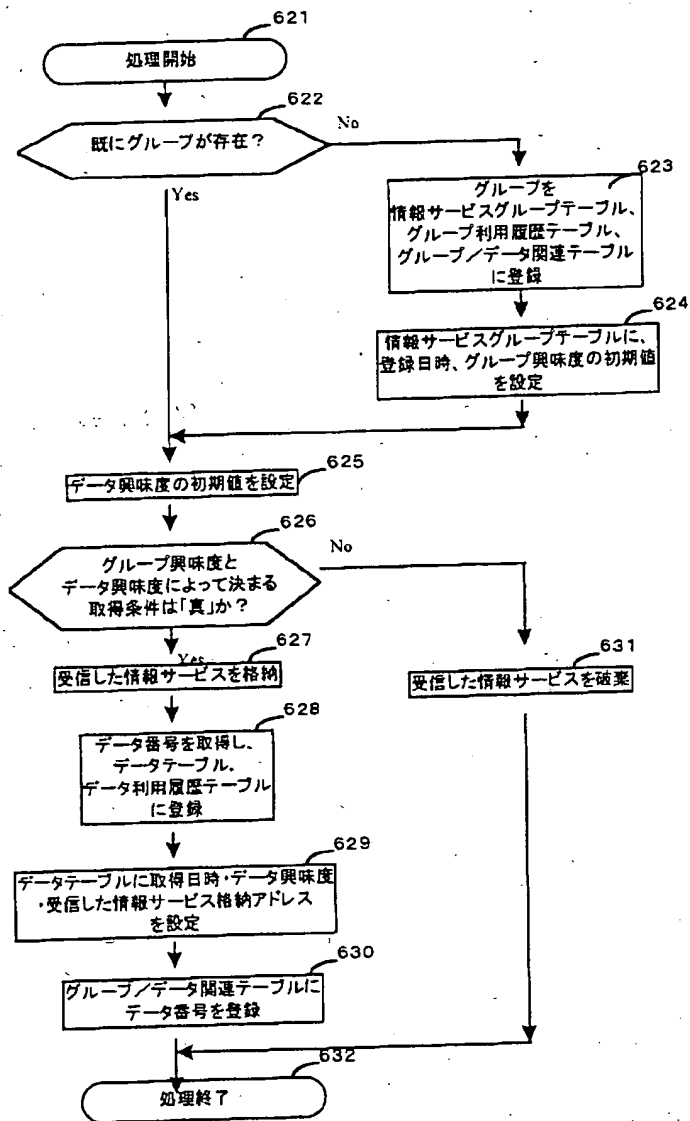 621
処理開始
622
既にグループが存在？
No
Yes
623
グループを
情報サービスグループテーブル、
グループ利用履歴テーブル、
グループ／データ関連テーブル
に登録
624
情報サービスグループテーブルに、
登録日時、グループ興味度の初期値
を設定
625
データ興味度の初期値を設定
626
グループ興味度と
データ興味度によって決まる
取得条件は「真」か？
No
Yes
627
受信した情報サービスを格納
631
受信した情報サービスを破棄
628
データ番号を取得し、
データテーブル、
データ利用履歴テーブル
に登録
629
データテーブルに取得日時・データ興味度
・受信した情報サービス格納アドレス
を設定
630
グループ／データ関連テーブルに
データ番号を登録
632
処理終了